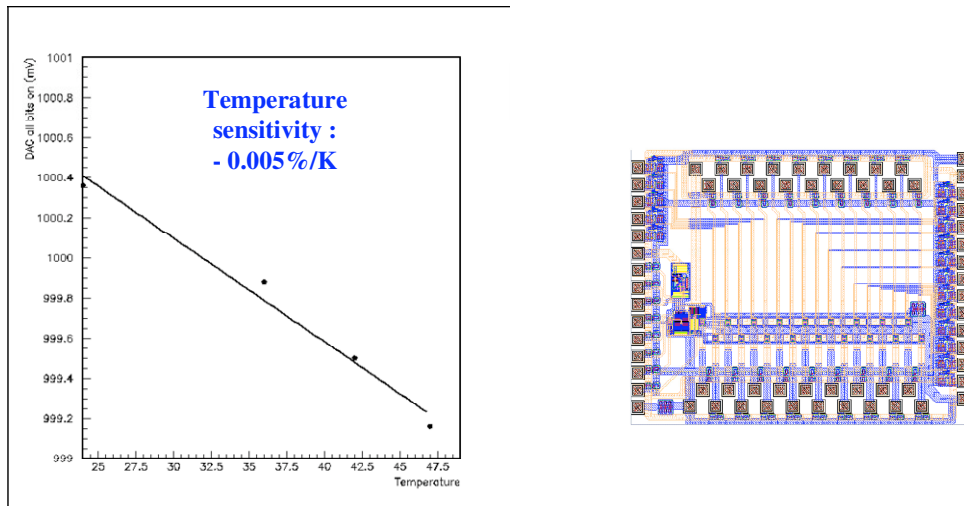 1001
1000.8
1000.6
1000.4
1000.2
1000
999.8
999.6
999.4
999.2
999
DAC all bits on (mV)
Temperature
sensitivity :
- 0.005%/K
25 27.5 30 32.5 35 37.5 40 42.5 45 47.5
Temperature